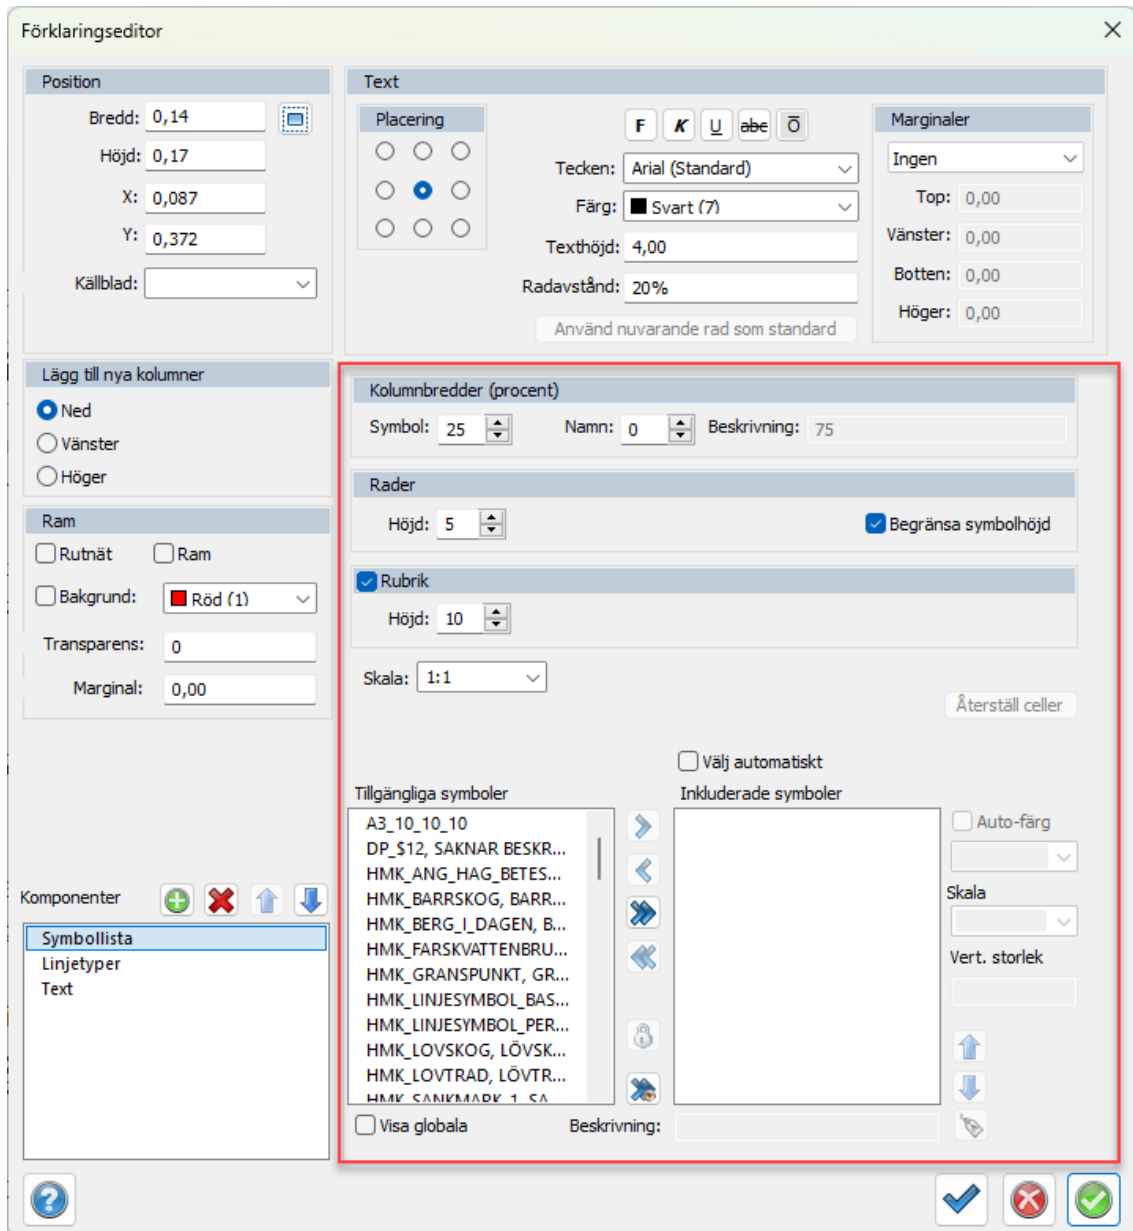 Förklaringseditor
Position
Bredd: 0,14
Höjd: 0,17
X: 0,087
Y: 0,372
Källblad:
Text
Placering
F K U abc O
Tecken: Arial (Standard)
Färg: Svart (7)
Texthöjd: 4,00
Radavstånd: 20%
Använd nuvarande rad som standard
Marginaler
Ingen
Top: 0,00
Vänster: 0,00
Botten: 0,00
Höger: 0,00
Lägg till nya kolumner
Ned
Vänster
Höger
Ram
Rutnät Ram
Bakgrund: Röd (1)
Transparens: 0
Marginal: 0,00
Kolumnbredder (procent)
Symbol: 25 Namn: 0 Beskrivning: 75
Rader
Höjd: 5 Begränsa symbolhöjd
Rubrik
Höjd: 10
Skala: 1:1
Återställ celler
Välj automatiskt
Tillgängliga symboler
A3_10_10_10
DP_$12, SAKNAR BESKR...
HMK_ANG_HAG_BETES...
HMK_BARRSKOG, BARR...
HMK_BERG_I_DAGEN, B...
HMK_FARSKVATTENBRU...
HMK_GRANSPUNKT, GR...
HMK_LINJESYMBOL_BAS...
HMK_LINJESYMBOL_PER...
HMK_LOVSKOG, LÖVSK...
HMK_LOVTRAD, LÖVTR...
HMK_SANKMARK_1, SA...
Visa globala
Inkluderade symboler
Auto-färg
Skala
Vert. storlek
Beskrivning:
Komponenter
Symbollista
Linjetyper
Text